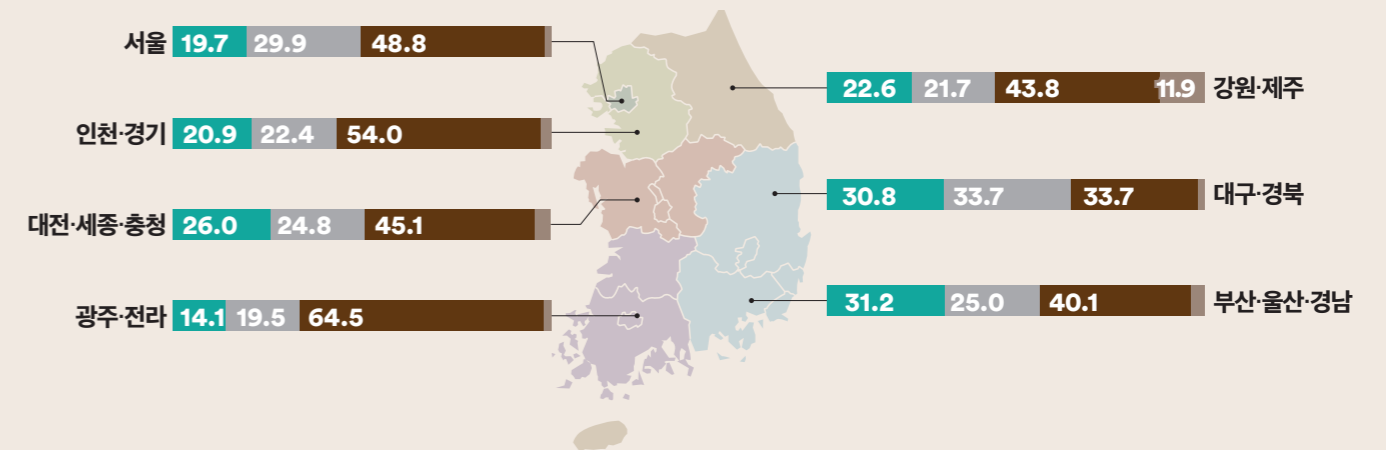 서울 19.7 29.9 48.8
인천·경기 20.9 22.4 54.0
대전·세종·충청 26.0 24.8 45.1
광주·전라 14.1 19.5 64.5
22.6 21.7 43.8 11.9 강원·제주
30.8 33.7 33.7 대구·경북
31.2 25.0 40.1 부산·울산·경남